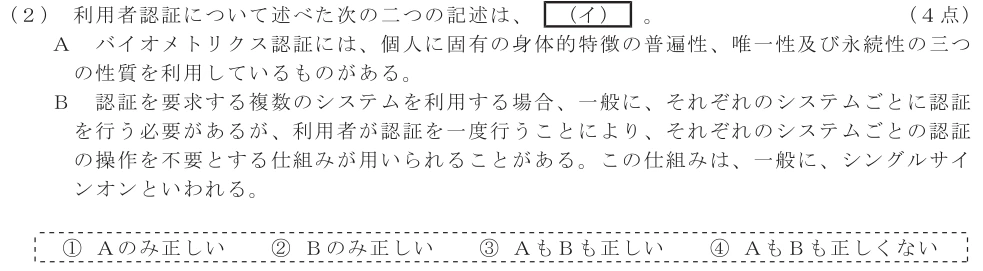 (２) 利用者認証について述べた次の二つの記述は、 （イ） 。 （４点）
Ａ バイオメトリクス認証には、個人に固有の身体的特徴の普遍性、唯一性及び永続性の三つ
の性質を利用しているものがある。
Ｂ 認証を要求する複数のシステムを利用する場合、一般に、それぞれのシステムごとに認証
を行う必要があるが、利用者が認証を一度行うことにより、それぞれのシステムごとの認証
の操作を不要とする仕組みが用いられることがある。この仕組みは、一般に、シングルサイ
ンオンといわれる。
① Ａのみ正しい ② Ｂのみ正しい ③ ＡもＢも正しい ④ ＡもＢも正しくない